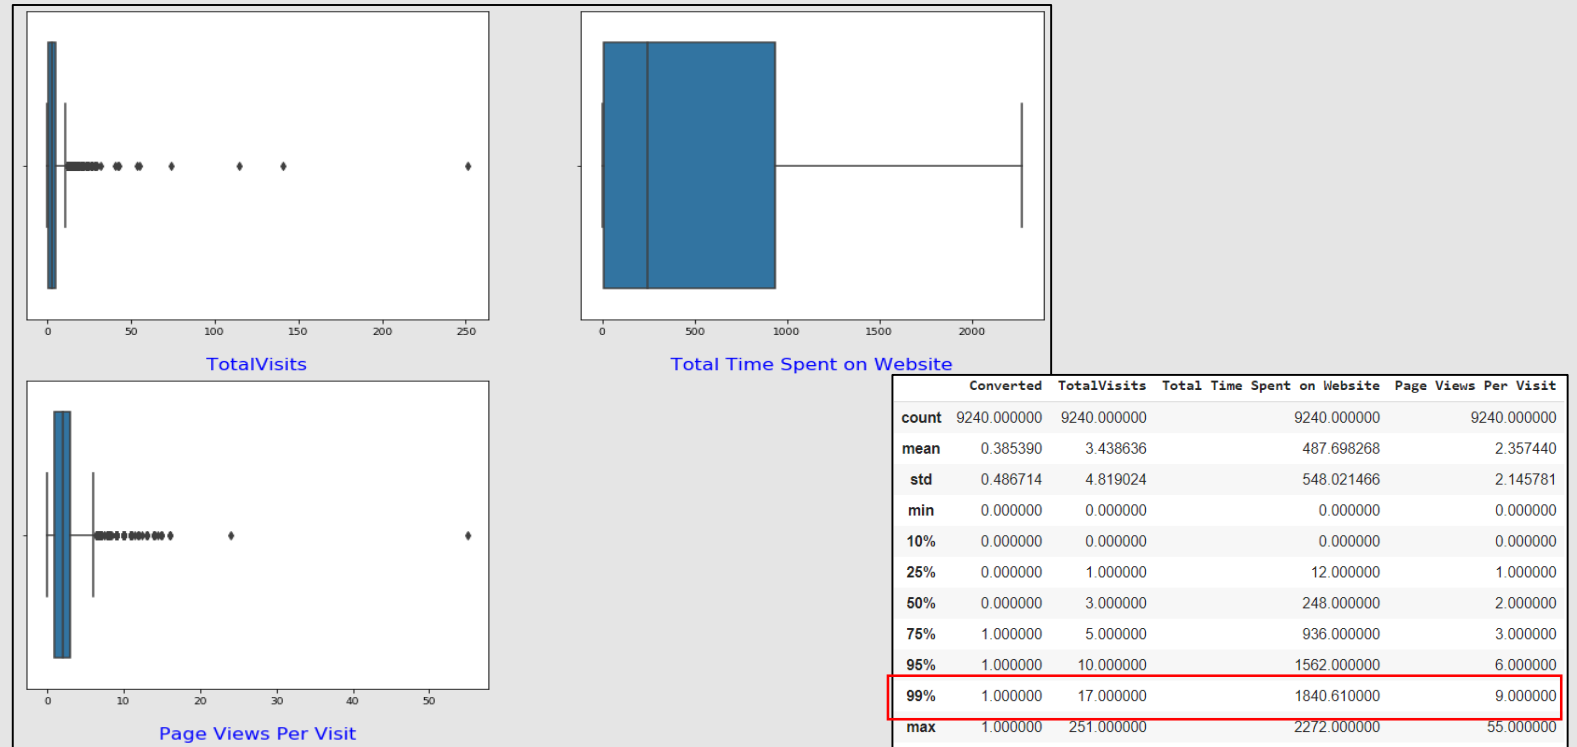 0 50 100 150 200 250
TotalVisits
0 500 1000 1500 2000
Total Time Spent on Website
0 10 20 30 40 50
Page Views Per Visit
Converted TotalVisits Total Time Spent on Website Page Views Per Visit
count 9240.000000 9240.000000 9240.000000 9240.000000
mean 0.385390 3.438636 487.698268 2.357440
std 0.486714 4.819024 548.021466 2.145781
min 0.000000 0.000000 0.000000 0.000000
10% 0.000000 0.000000 0.000000 0.000000
25% 0.000000 1.000000 12.000000 1.000000
50% 0.000000 3.000000 248.000000 2.000000
75% 1.000000 5.000000 936.000000 3.000000
95% 1.000000 10.000000 1562.000000 6.000000
99% 1.000000 17.000000 1840.610000 9.000000
max 1.000000 251.000000 2272.000000 55.000000